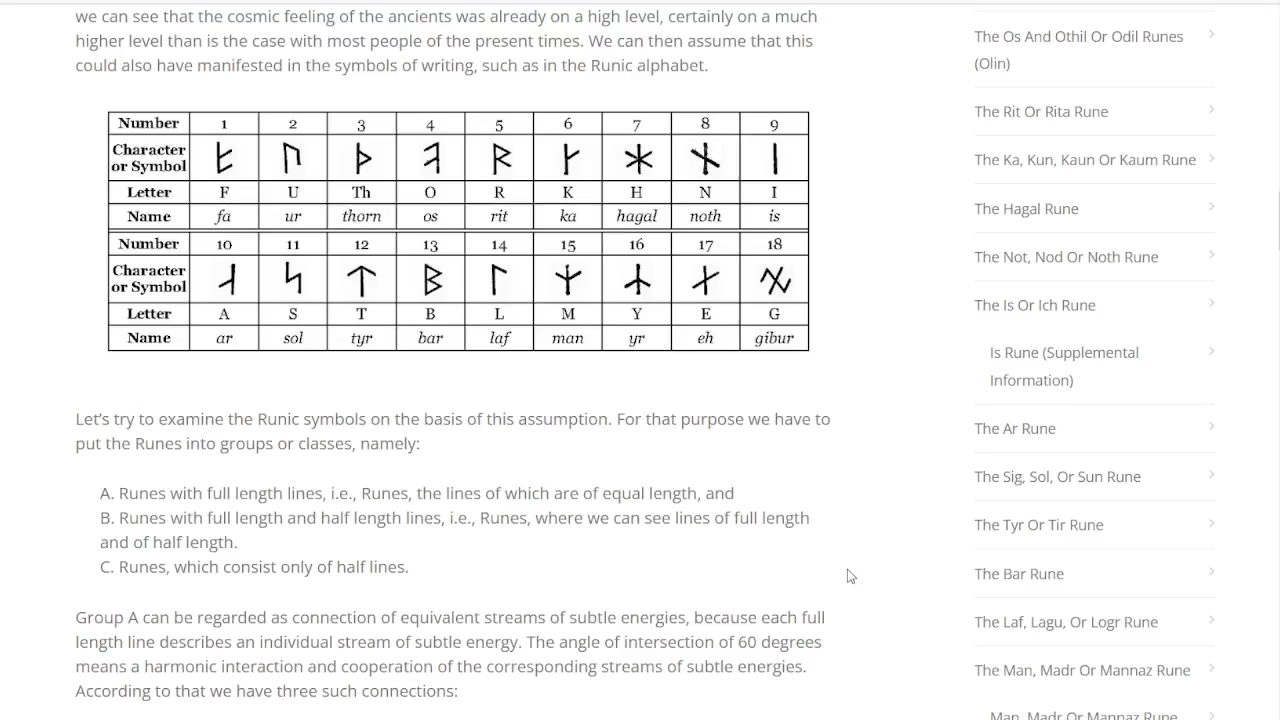 we can see that the cosmic feeling of the ancients was already on a high level, certainly on a much
higher level than is the case with most people of the present times. We can then assume that this
could also have manifested in the symbols of writing, such as in the Runic alphabet.
Number 1 2 3 4 5 6 7 8 9
Character
or Symbol
Letter F U Th O R K H N I
Name fa ur thorn os rit ka hagal noth is
Number 10 11 12 13 14 15 16 17 18
Character
or Symbol
Letter A S T B L M Y E G
Name ar sol tyr bar laf man yr eh gibur
Let’s try to examine the Runic symbols on the basis of this assumption. For that purpose we have to
put the Runes into groups or classes, namely:
A. Runes with full length lines, i.e., Runes, the lines of which are of equal length, and
B. Runes with full length and half length lines, i.e., Runes, where we can see lines of full length
and of half length.
C. Runes, which consist only of half lines.
Group A can be regarded as connection of equivalent streams of subtle energies, because each full
length line describes an individual stream of subtle energy. The angle of intersection of 60 degrees
means a harmonic interaction and cooperation of the corresponding streams of subtle energies.
According to that we have three such connections:
The Os And Othil Or Odil Runes
(Olin)
The Rit Or Rita Rune
The Ka, Kun, Kaun Or Kaum Rune
The Hagal Rune
The Not, Nod Or Noth Rune
The Is Or Ich Rune
Is Rune (Supplemental
Information)
The Ar Rune
The Sig, Sol, Or Sun Rune
The Tyr Or Tir Rune
The Bar Rune
The Laf, Lagu, Or Logr Rune
The Man, Madr Or Mannaz Rune
Man, Madr Or Mannaz Rune